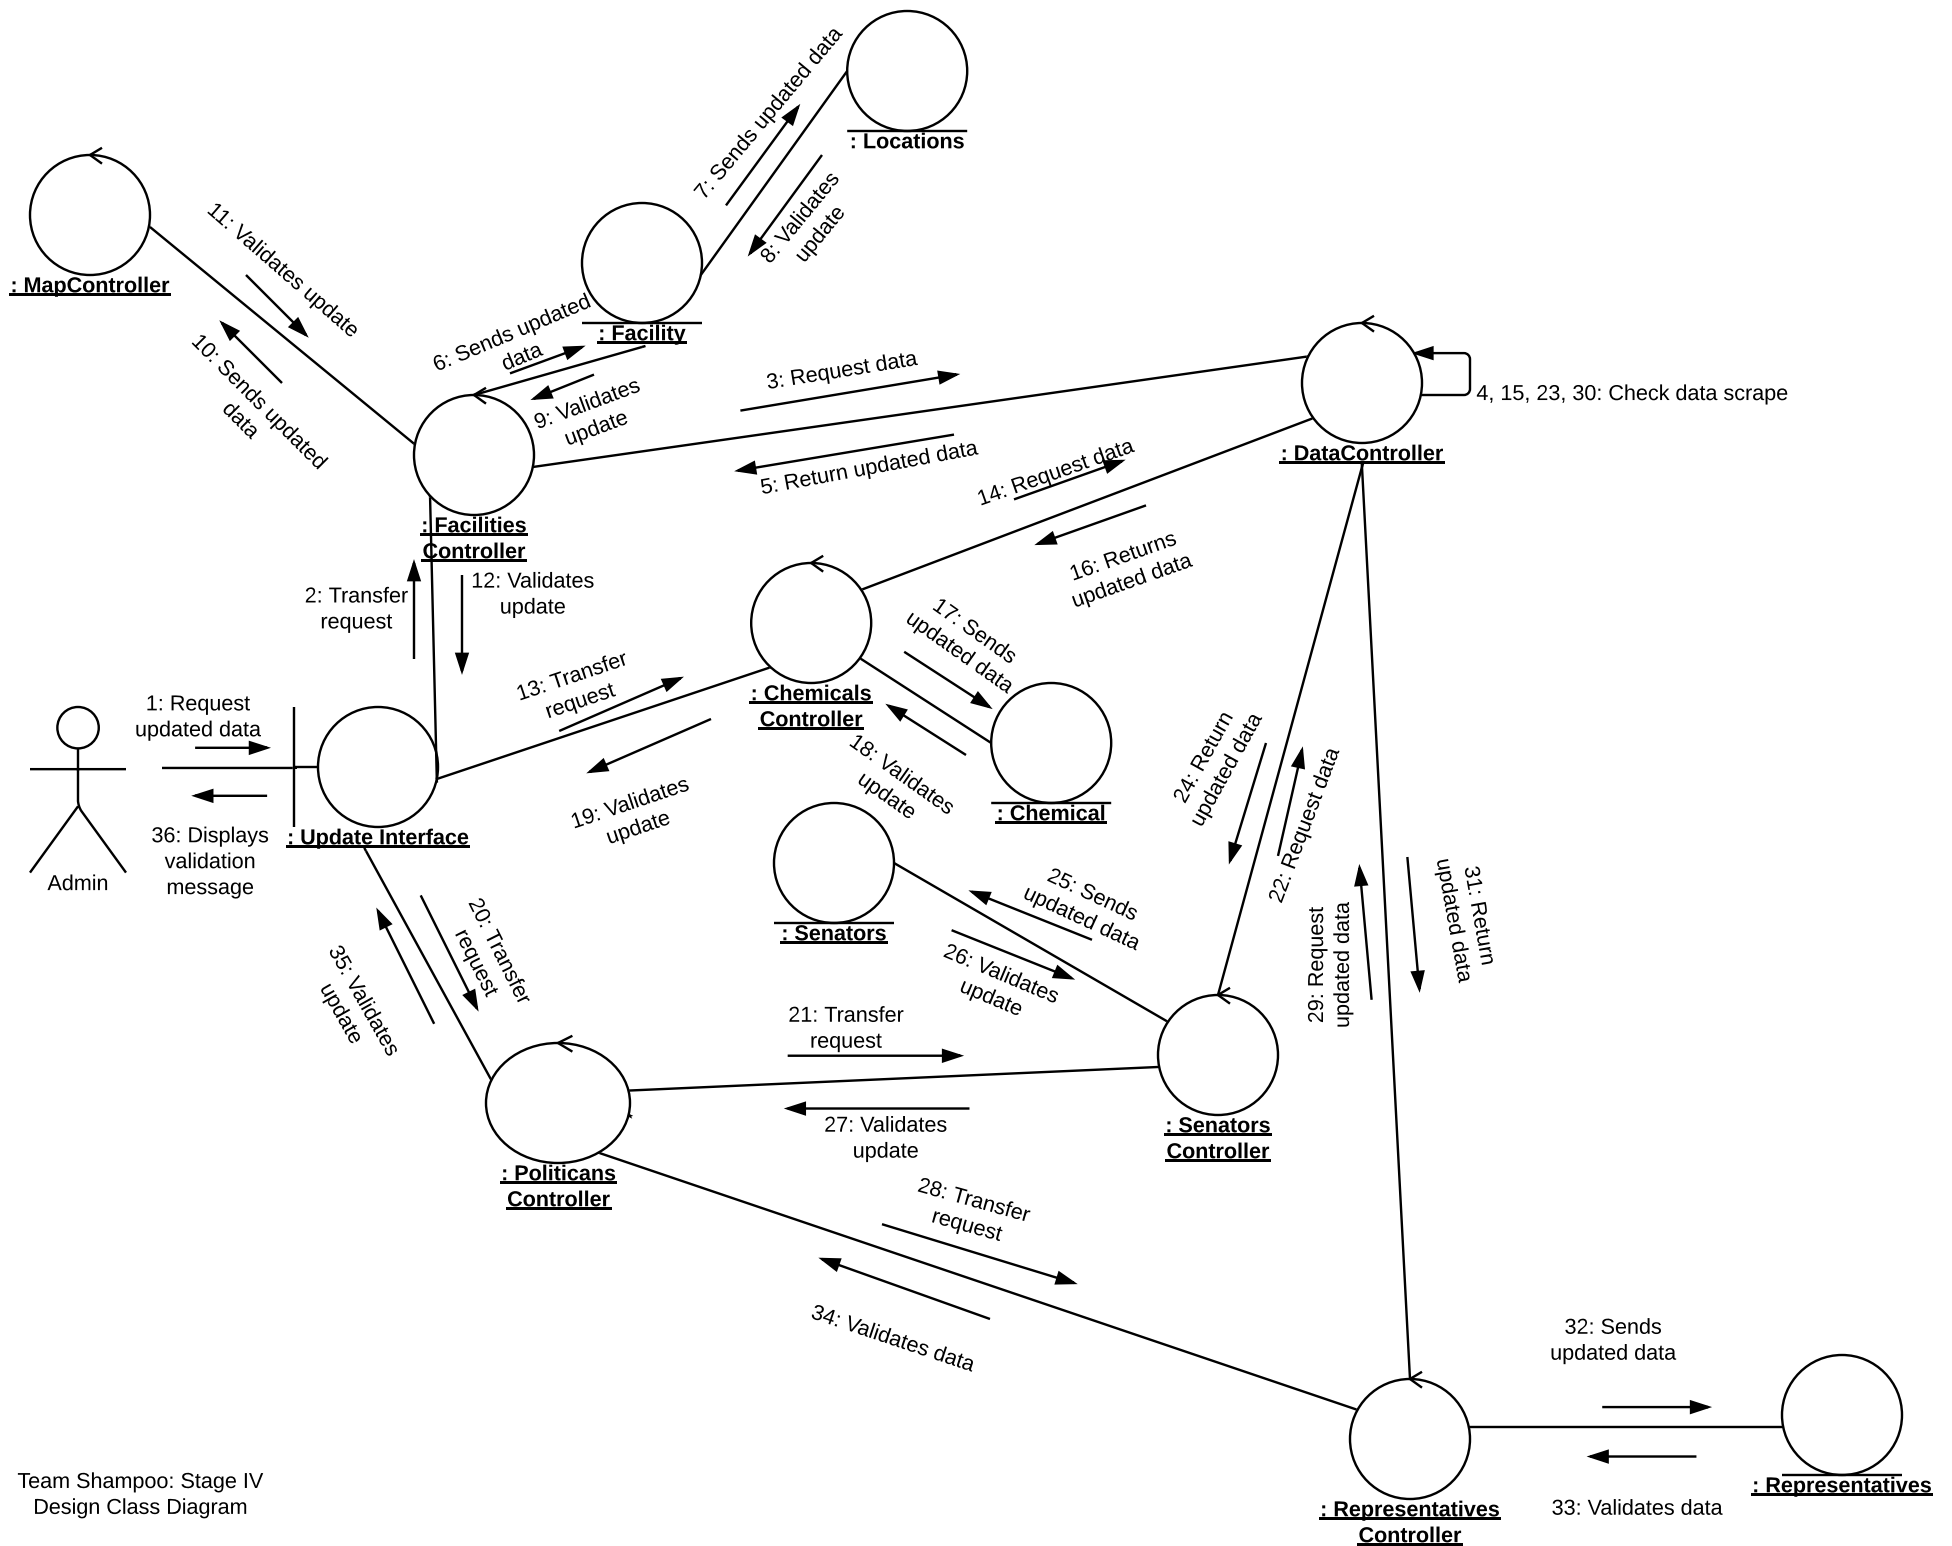 7: Sends updated data
: Locations
8: Validates
update
11: Validates update
: MapController
10: Sends updated
data
6: Sends updated
data
: Facility
9: Validates
update
3: Request data
5: Return updated data
4, 15, 23, 30: Check data scrape
: DataController
14: Request data
16: Returns
updated data
: Facilities
Controller
2: Transfer
request
12: Validates
update
17: Sends
updated data
13: Transfer
request
: Chemicals
Controller
1: Request
updated data
18: Validates
update
: Chemical
19: Validates
update
24: Return
updated data
22: Request data
: Update Interface
36: Displays
validation
message
Admin
25: Sends
updated data
: Senators
26: Validates
update
20: Transfer
request
35: Validates
update
29: Request
updated data
31: Return
updated data
21: Transfer
request
27: Validates
update
: Senators
Controller
: Politicans
Controller
28: Transfer
request
34: Validates data
32: Sends
updated data
: Representatives
33: Validates data
: Representatives
Controller
Team Shampoo: Stage IV
Design Class Diagram